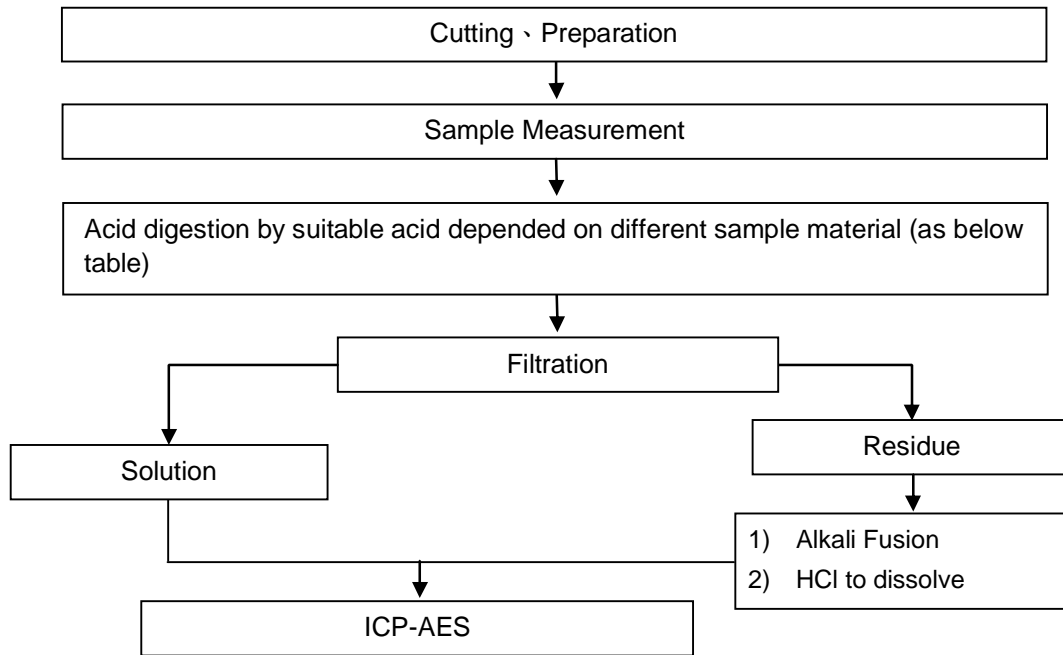 Cutting、Preparation
Sample Measurement
Acid digestion by suitable acid depended on different sample material (as below
table)
Filtration
Solution
Residue
1) Alkali Fusion
2) HCl to dissolve
ICP-AES